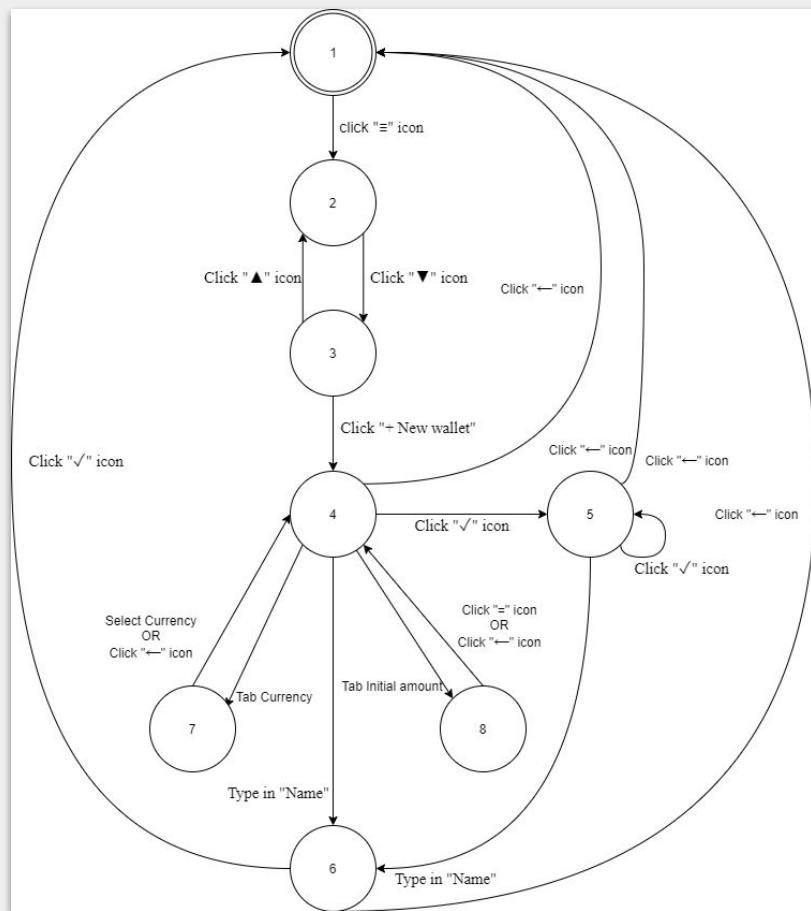 1
click "≡" icon
2
Click "▲" icon
Click "▼" icon
Click "←" icon
3
Click "+ New wallet"
Click "✓" icon
Click "←" icon
Click "←" icon
4
5
Click "←" icon
Click "✓" icon
Click "✓" icon
Select Currency
OR
Click "←" icon
Click "=" icon
OR
Click "←" icon
Tab Currency
Tab Initial amount
7
8
Type in "Name"
6
Type in "Name"